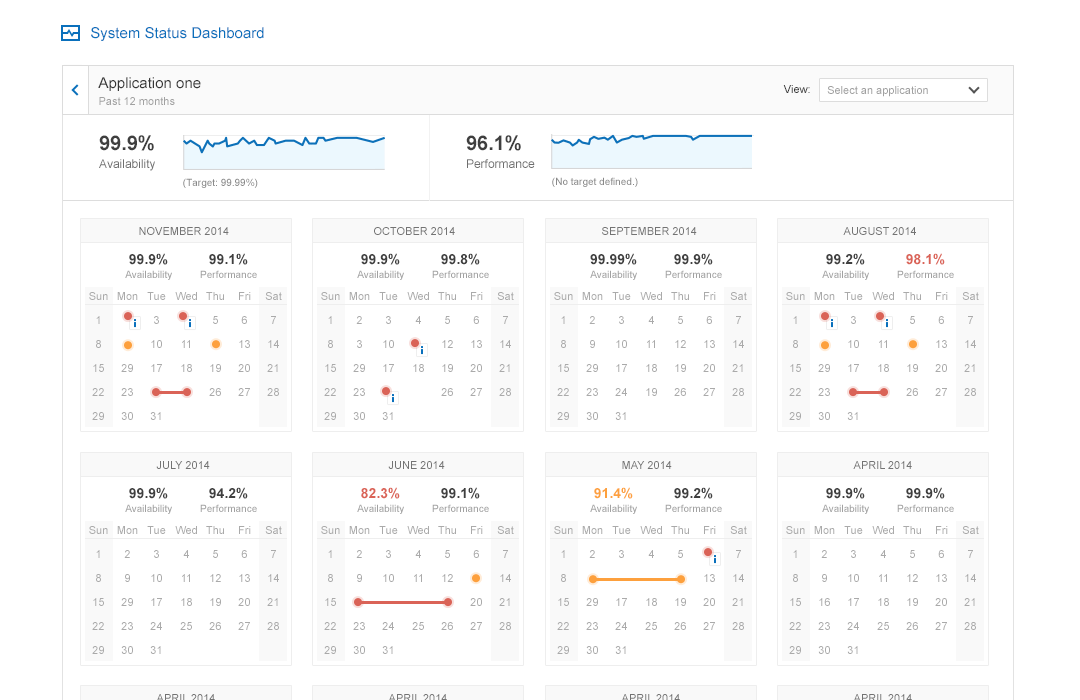 System Status Dashboard
Application one
Past 12 months
View: Select an application
99.9%
Availability
(Target: 99.99%)
96.1%
Performance
(No target defined.)
NOVEMBER 2014
99.9% 99.1%
Availability Performance
Sun Mon Tue Wed Thu Fri Sat
1 i 3 i 5 6 7
8 10 11 13 14
15 29 17 18 19 20 21
22 23 26 27 28
29 30 31
OCTOBER 2014
99.9% 99.8%
Availability Performance
Sun Mon Tue Wed Thu Fri Sat
1 2 3 4 5 6 7
8 3 10 i 12 13 14
15 29 17 18 19 20 21
22 23 i 26 27 28
29 30 31
SEPTEMBER 2014
99.99% 99.9%
Availability Performance
Sun Mon Tue Wed Thu Fri Sat
1 2 3 4 5 6 7
8 9 10 11 12 13 14
15 29 17 18 19 20 21
22 23 24 19 26 27 28
29 30 31
AUGUST 2014
99.2% 98.1%
Availability Performance
Sun Mon Tue Wed Thu Fri Sat
1 i 3 i 5 6 7
8 10 11 13 14
15 29 17 18 19 20 21
22 23 26 27 28
29 30 31
JULY 2014
99.9% 94.2%
Availability Performance
Sun Mon Tue Wed Thu Fri Sat
1 2 3 4 5 6 7
8 9 10 11 12 13 14
15 29 17 18 19 20 21
22 23 24 25 26 27 28
29 30 31
JUNE 2014
82.3% 99.1%
Availability Performance
Sun Mon Tue Wed Thu Fri Sat
1 2 3 4 5 6 7
8 9 10 11 12 14
15 20 21
22 23 24 25 26 27 28
29 30 31
MAY 2014
91.4% 99.2%
Availability Performance
Sun Mon Tue Wed Thu Fri Sat
1 2 3 4 5 i 7
8 13 14
15 29 17 18 19 20 21
22 23 24 25 26 27 28
29 30 31
APRIL 2014
99.9% 99.9%
Availability Performance
Sun Mon Tue Wed Thu Fri Sat
1 2 3 4 5 6 7
8 9 10 11 12 13 14
15 16 17 18 19 20 21
22 23 24 25 26 27 28
29 30 31
APRIL 2014
APRIL 2014
APRIL 2014
APRIL 2014